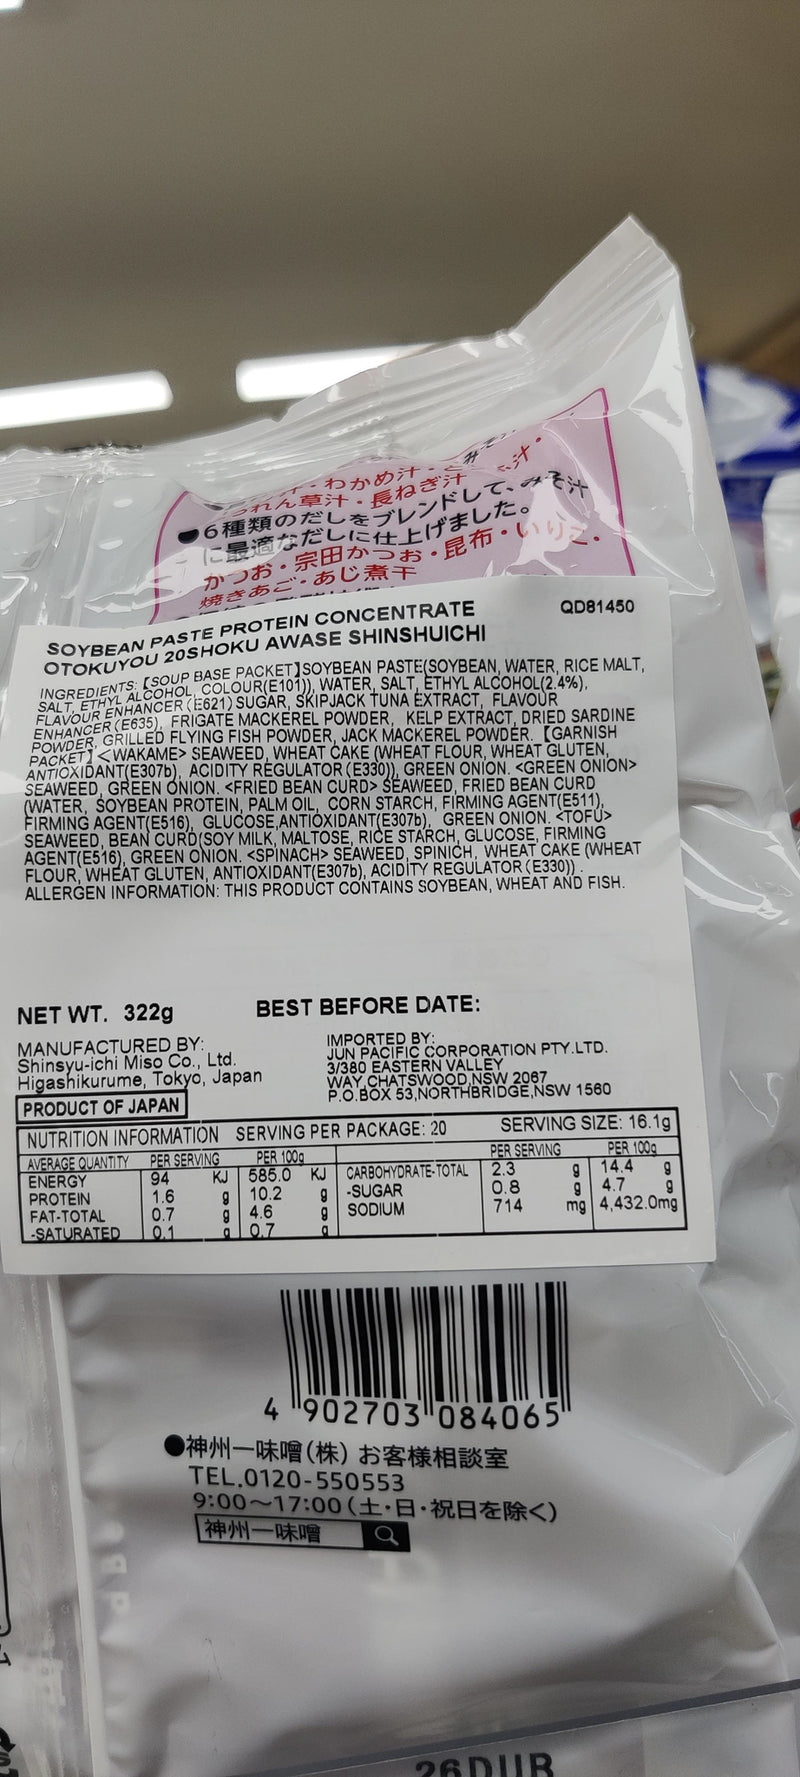 わかめ汁・
れん草汁・長ねぎ汁
●6種類のだしをブレンドして、みそ汁
に最適なだしに仕上げました。
かつお・宗田かつお・昆布・いりこ・
焼きあご・あじ煮干
SOYBEAN PASTE PROTEIN CONCENTRATE QD81450
OTOKUYOU 20SHOKU AWASE SHINSHUICHI
INGREDIENTS: 【SOUP BASE PACKET】SOYBEAN PASTE(SOYBEAN, WATER, RICE MALT,
SALT, ETHYL ALCOHOL, COLOUR(E101)), WATER, SALT, ETHYL ALCOHOL(2.4%),
FLAVOUR ENHANCER (E621) SUGAR, SKIPJACK TUNA EXTRACT, FLAVOUR
ENHANCER (E635), FRIGATE MACKEREL POWDER, KELP EXTRACT, DRIED SARDINE
POWDER, GRILLED FLYING FISH POWDER, JACK MACKEREL POWDER. 【GARNISH
PACKET】<WAKAME> SEAWEED, WHEAT CAKE (WHEAT FLOUR, WHEAT GLUTEN,
ANTIOXIDANT(E307b), ACIDITY REGULATOR (E330)), GREEN ONION. <GREEN ONION>
SEAWEED, GREEN ONION. <FRIED BEAN CURD> SEAWEED, FRIED BEAN CURD
(WATER, SOYBEAN PROTEIN, PALM OIL, CORN STARCH, FIRMING AGENT(E511),
FIRMING AGENT(E516), GLUCOSE,ANTIOXIDANT(E307b), GREEN ONION. <TOFU>
SEAWEED, BEAN CURD(SOY MILK, MALTOSE, RICE STARCH, GLUCOSE, FIRMING
AGENT(E516), GREEN ONION. <SPINACH> SEAWEED, SPINICH, WHEAT CAKE (WHEAT
FLOUR, WHEAT GLUTEN, ANTIOXIDANT(E307b), ACIDITY REGULATOR (E330)) .
ALLERGEN INFORMATION: THIS PRODUCT CONTAINS SOYBEAN, WHEAT AND FISH.
NET WT. 322g BEST BEFORE DATE:
MANUFACTURED BY:
Shinsyu-ichi Miso Co., Ltd.
Higashikurume, Tokyo, Japan
PRODUCT OF JAPAN
IMPORTED BY:
JUN PACIFIC CORPORATION PTY.LTD.
3/380 EASTERN VALLEY
WAY,CHATSWOOD,NSW 2067
P.O.BOX 53,NORTHBRIDGE,NSW 1560
NUTRITION INFORMATION SERVING PER PACKAGE: 20 SERVING SIZE: 16.1g
AVERAGE QUANTITY PER SERVING PER 100g PER SERVING PER 100g
ENERGY 94 KJ 585.0 KJ CARBOHYDRATE-TOTAL 2.3 g 14.4 g
PROTEIN 1.6 g 10.2 g -SUGAR 0.8 g 4.7 g
FAT-TOTAL 0.7 g 4.6 g SODIUM 714 mg 4,432.0mg
-SATURATED 0.1 g 0.7 g
4 902703 084065
●神州一味噌(株) お客様相談室
TEL.0120-550553
9:00〜17:00(土・日・祝日を除く)
神州一味噌